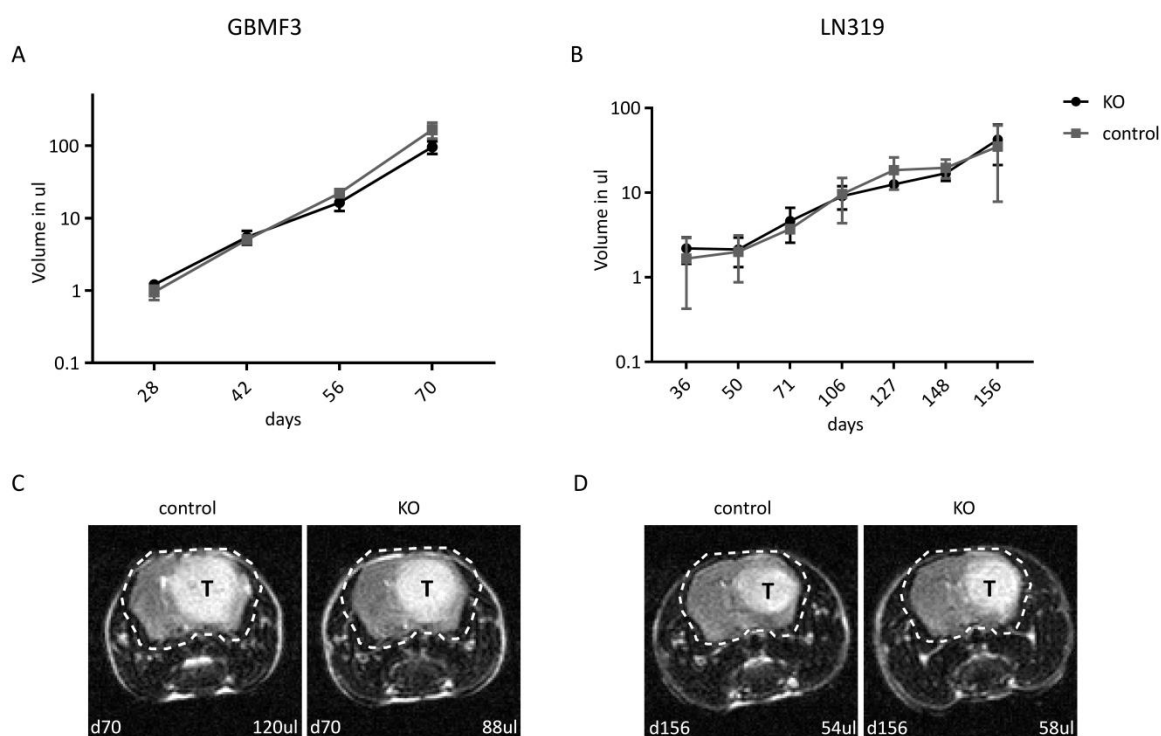 GBMF3
LN319
A
B
Volume in ul
100
10
1
0.1
28
42
56
70
days
Volume in ul
100
10
1
0.1
36
50
71
106
127
148
156
days
KO
control
C
control
KO
T
T
d70
120ul
d70
88ul
D
control
KO
T
T
d156
54ul
d156
58ul